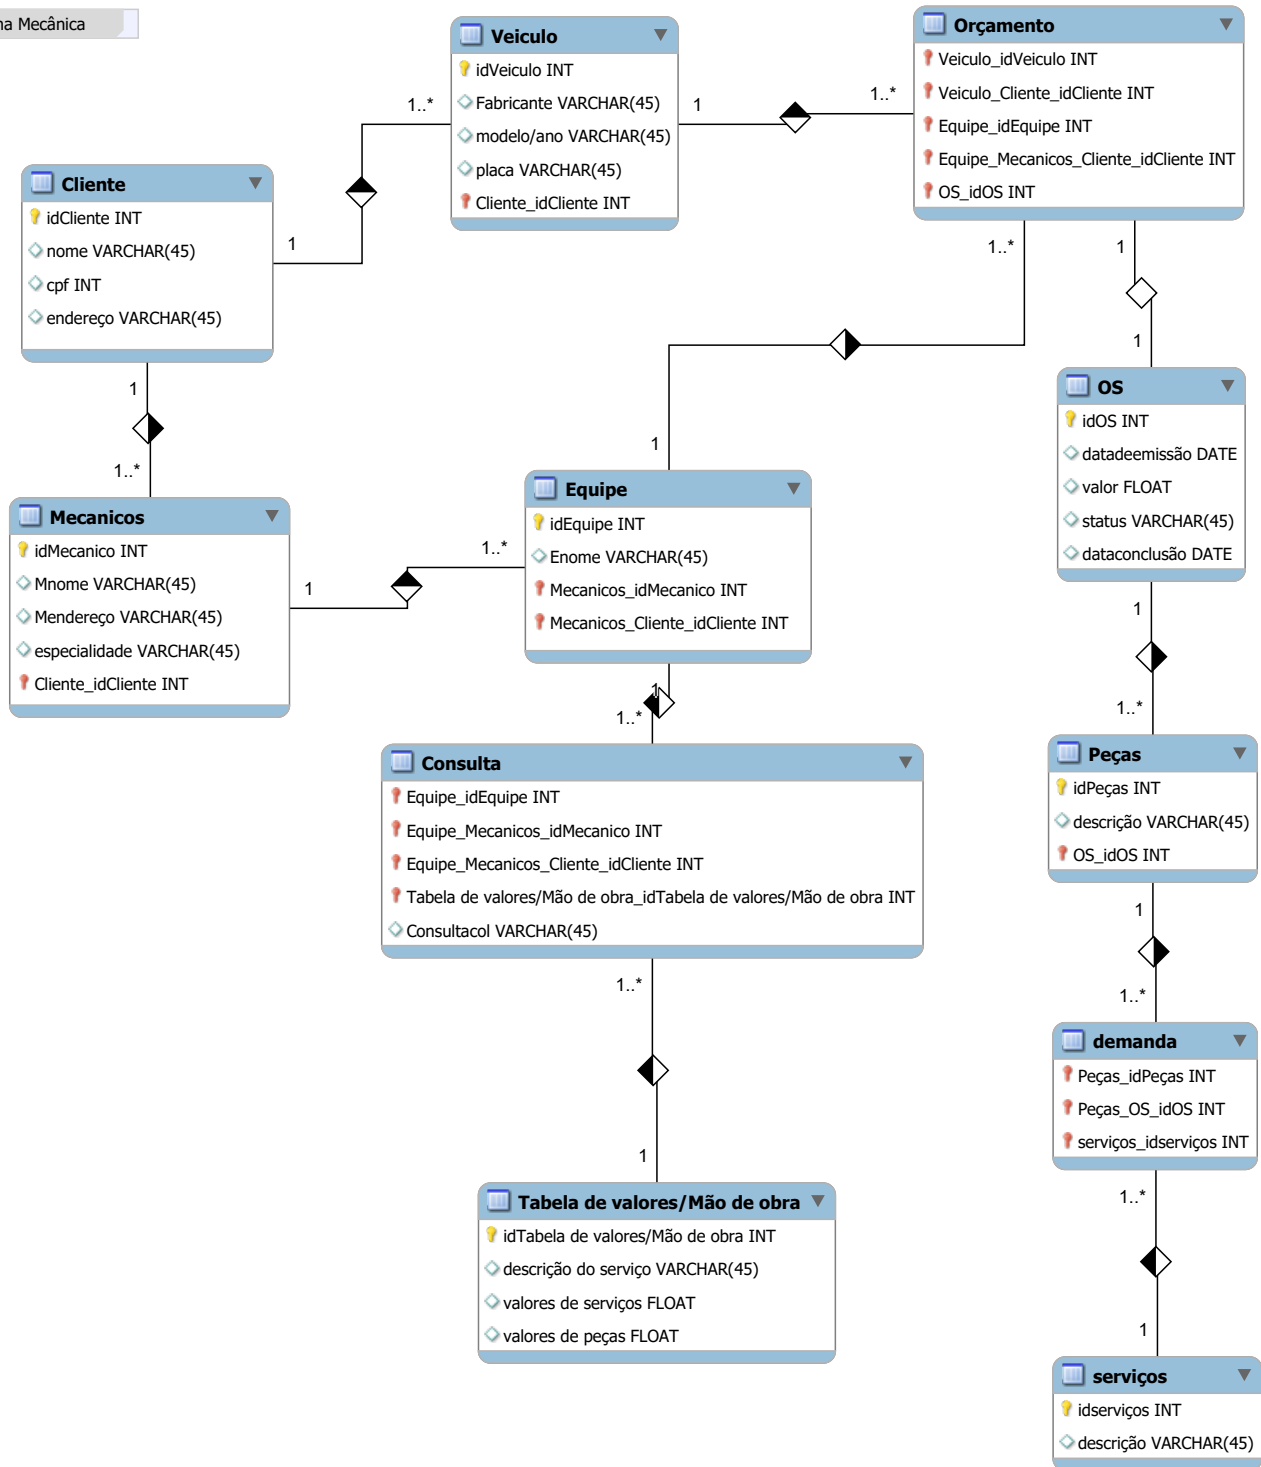 na Mecânica
Veiculo
idVeiculo INT
Fabricante VARCHAR(45)
modelo/ano VARCHAR(45)
placa VARCHAR(45)
Cliente_idCliente INT
Orçamento
Veiculo_idVeiculo INT
Veiculo_Cliente_idCliente INT
Equipe_idEquipe INT
Equipe_Mecanicos_Cliente_idCliente INT
OS_idOS INT
1..*
1
1..*
Cliente
idCliente INT
nome VARCHAR(45)
cpf INT
endereço VARCHAR(45)
1
1..*
1
1
1
1..*
OS
idOS INT
datadeemissão DATE
valor FLOAT
status VARCHAR(45)
dataconclusão DATE
1
Mecanicos
idMecanico INT
Mnome VARCHAR(45)
Mendereço VARCHAR(45)
especialidade VARCHAR(45)
Cliente_idCliente INT
1
1..*
Equipe
idEquipe INT
Enome VARCHAR(45)
Mecanicos_idMecanico INT
Mecanicos_Cliente_idCliente INT
1
1..*
1
1..*
Consulta
Equipe_idEquipe INT
Equipe_Mecanicos_idMecanico INT
Equipe_Mecanicos_Cliente_idCliente INT
Tabela de valores/Mão de obra_idTabela de valores/Mão de obra INT
Consultacol VARCHAR(45)
Peças
idPeças INT
descrição VARCHAR(45)
OS_idOS INT
1
1..*
1..*
demanda
Peças_idPeças INT
Peças_OS_idOS INT
serviços_idserviços INT
1
1..*
Tabela de valores/Mão de obra
idTabela de valores/Mão de obra INT
descrição do serviço VARCHAR(45)
valores de serviços FLOAT
valores de peças FLOAT
1
serviços
idserviços INT
descrição VARCHAR(45)